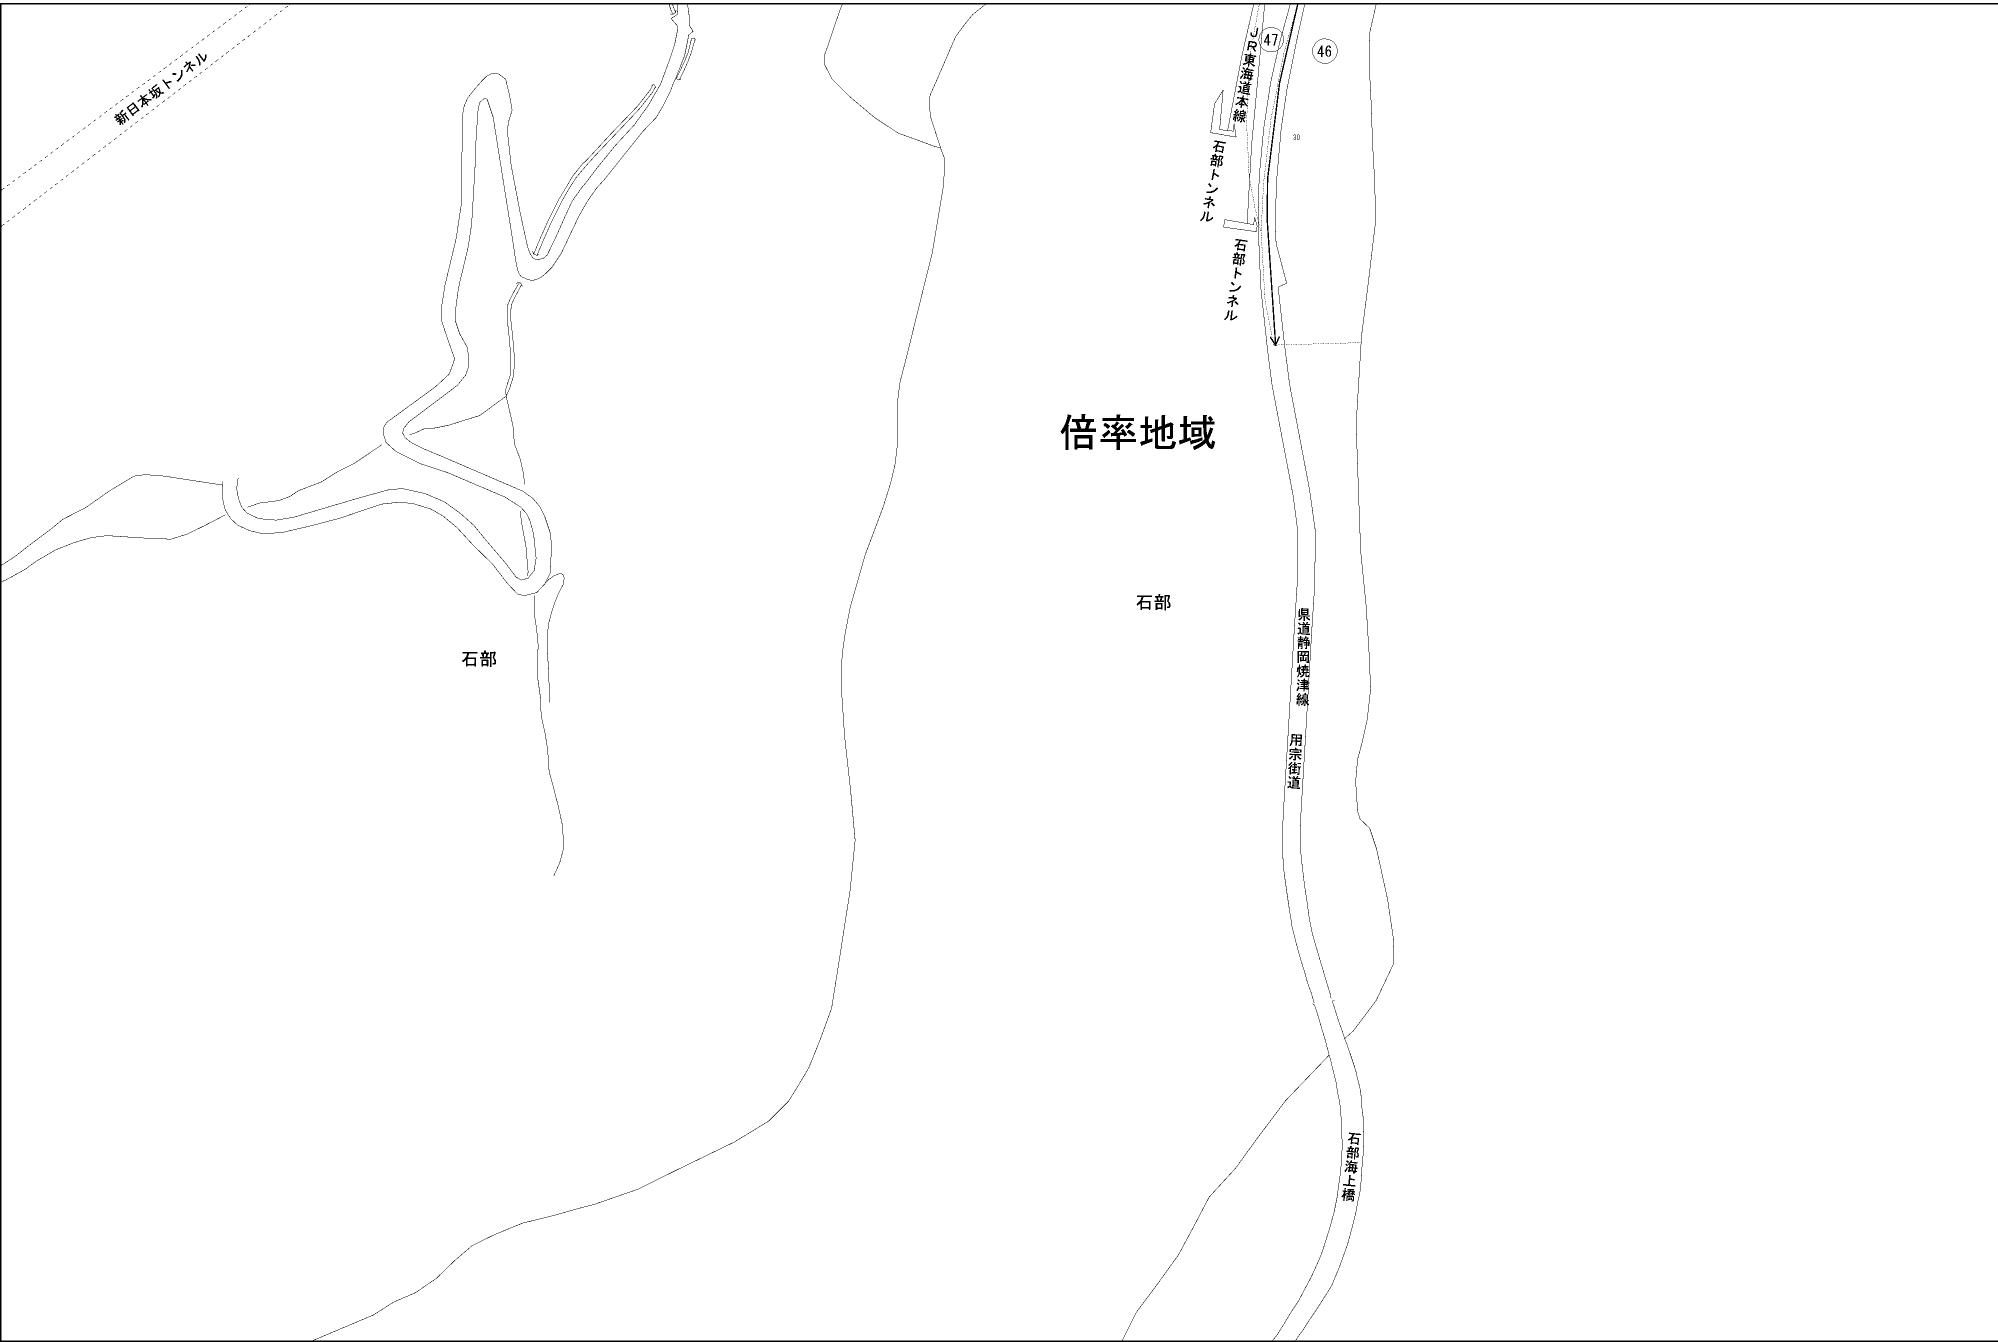 新日本坂トンネル
JR東海道本線
47
46
30
石部トンネル
石部トンネル
倍率地域
石部
石部
県道静岡焼津線
用宗街道
石部海上橋